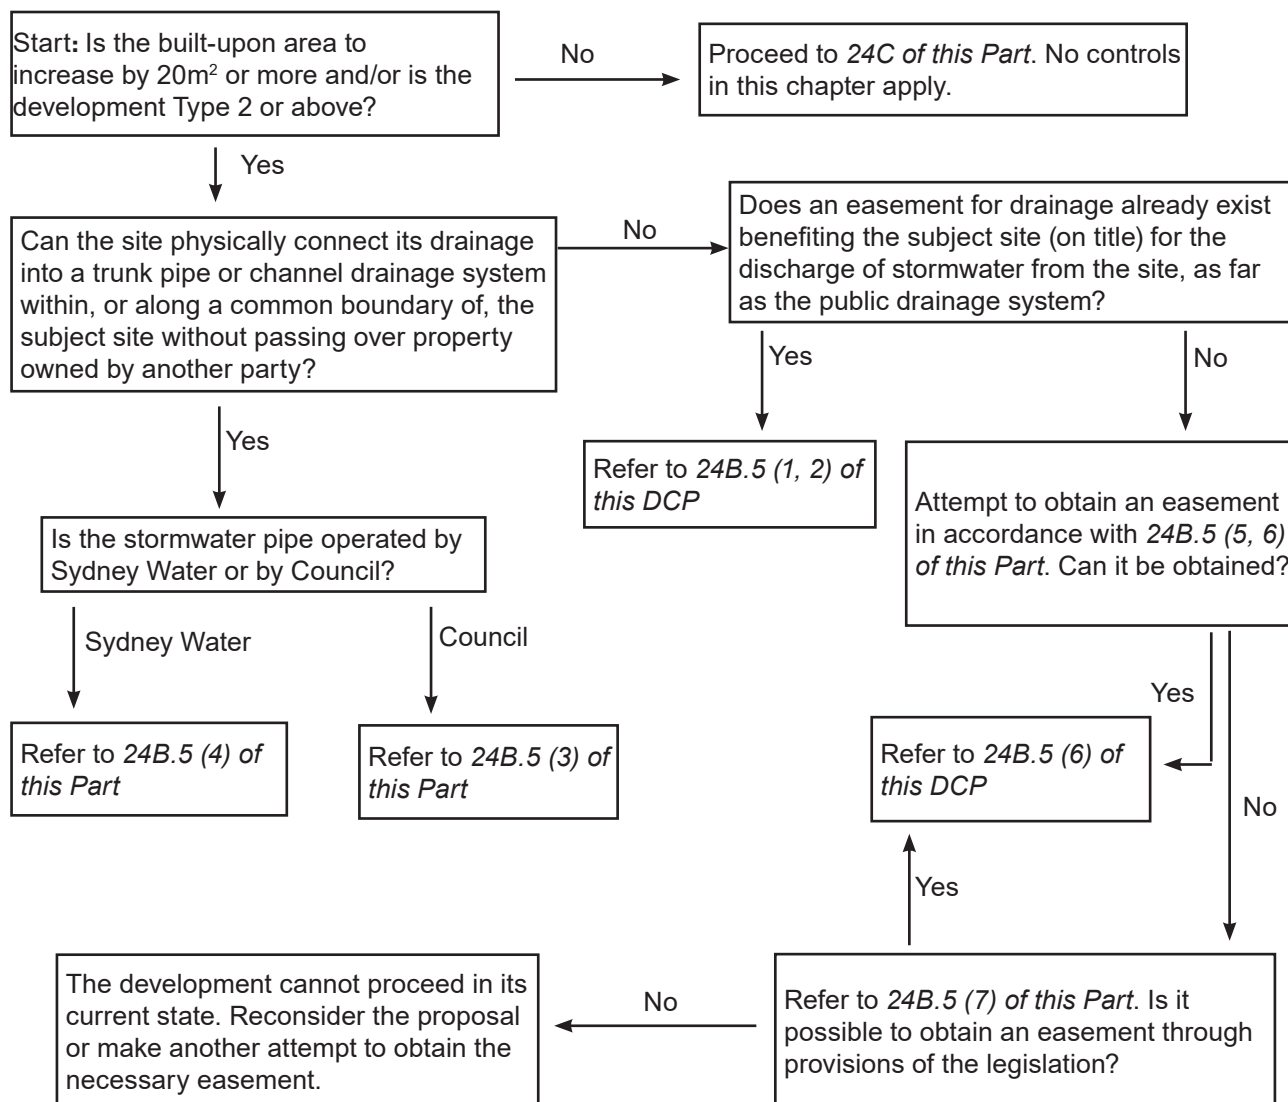 Start: Is the built-upon area to
increase by 20m² or more and/or is the
development Type 2 or above?
No
Proceed to 24C of this Part. No controls
in this chapter apply.
Yes
Can the site physically connect its drainage
into a trunk pipe or channel drainage system
within, or along a common boundary of, the
subject site without passing over property
owned by another party?
No
Does an easement for drainage already exist
benefiting the subject site (on title) for the
discharge of stormwater from the site, as far
as the public drainage system?
Yes
No
Yes
Refer to 24B.5 (1, 2) of
this DCP
Attempt to obtain an easement
in accordance with 24B.5 (5, 6)
of this Part. Can it be obtained?
Is the stormwater pipe operated by
Sydney Water or by Council?
Sydney Water
Council
Refer to 24B.5 (4) of
this Part
Refer to 24B.5 (3) of
this Part
Yes
Refer to 24B.5 (6) of
this DCP
No
Yes
The development cannot proceed in its
current state. Reconsider the proposal
or make another attempt to obtain the
necessary easement.
No
Refer to 24B.5 (7) of this Part. Is it
possible to obtain an easement through
provisions of the legislation?